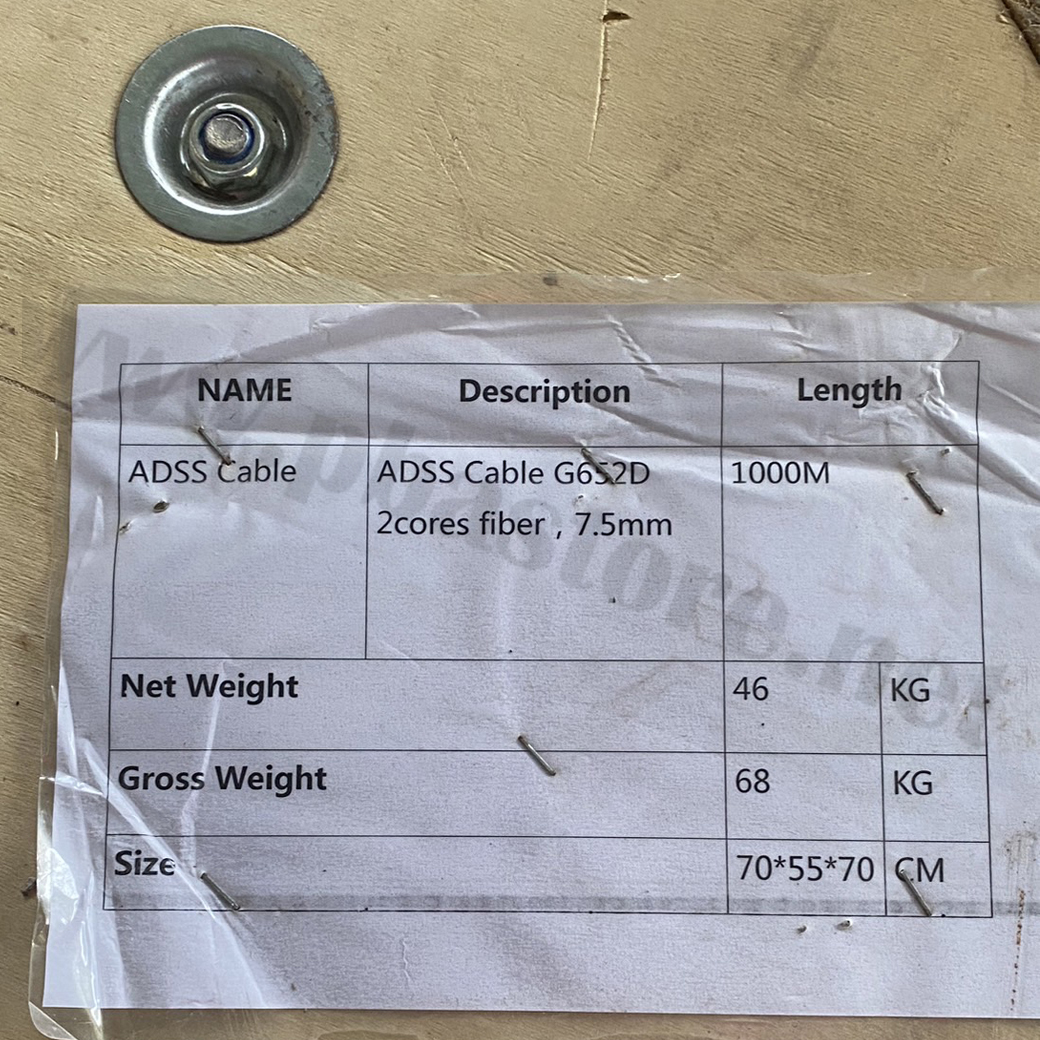 NAME Description Length
ADSS Cable ADSS Cable G652D 1000M
2cores fiber , 7.5mm
Net Weight 46 KG
Gross Weight 68 KG
Size 70*55*70 CM